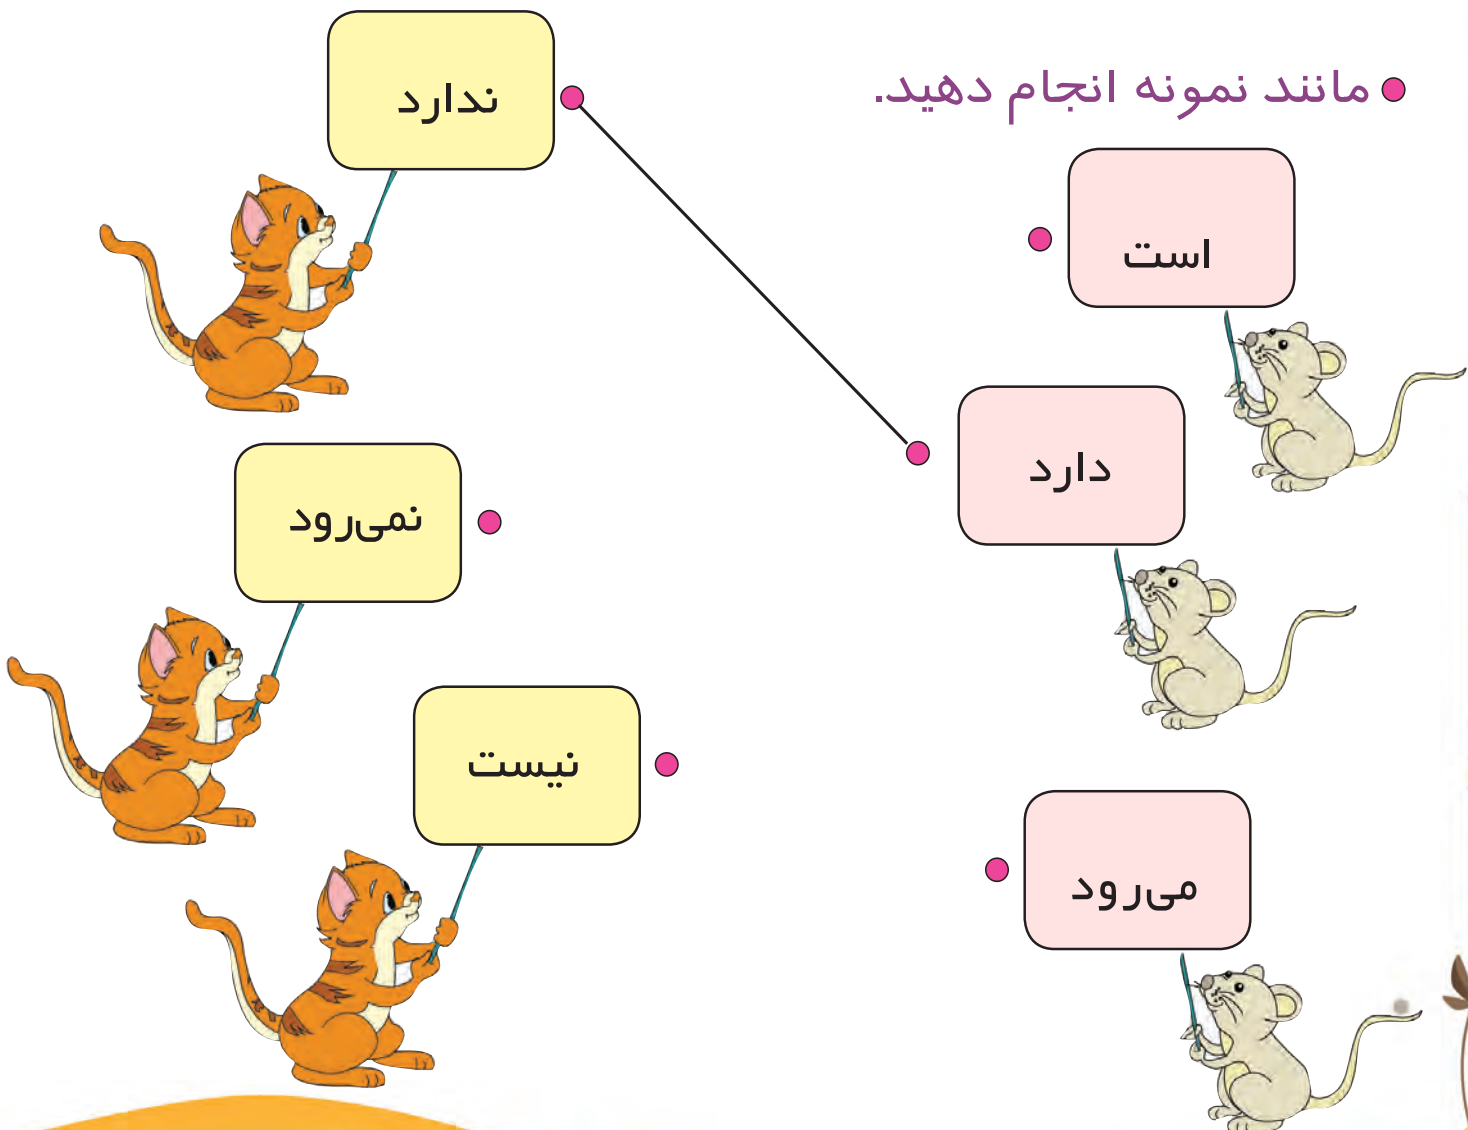 مانند نمونه انجام دهید.
است
دارد
می‌رود
ندارد
نمی‌رود
نیست